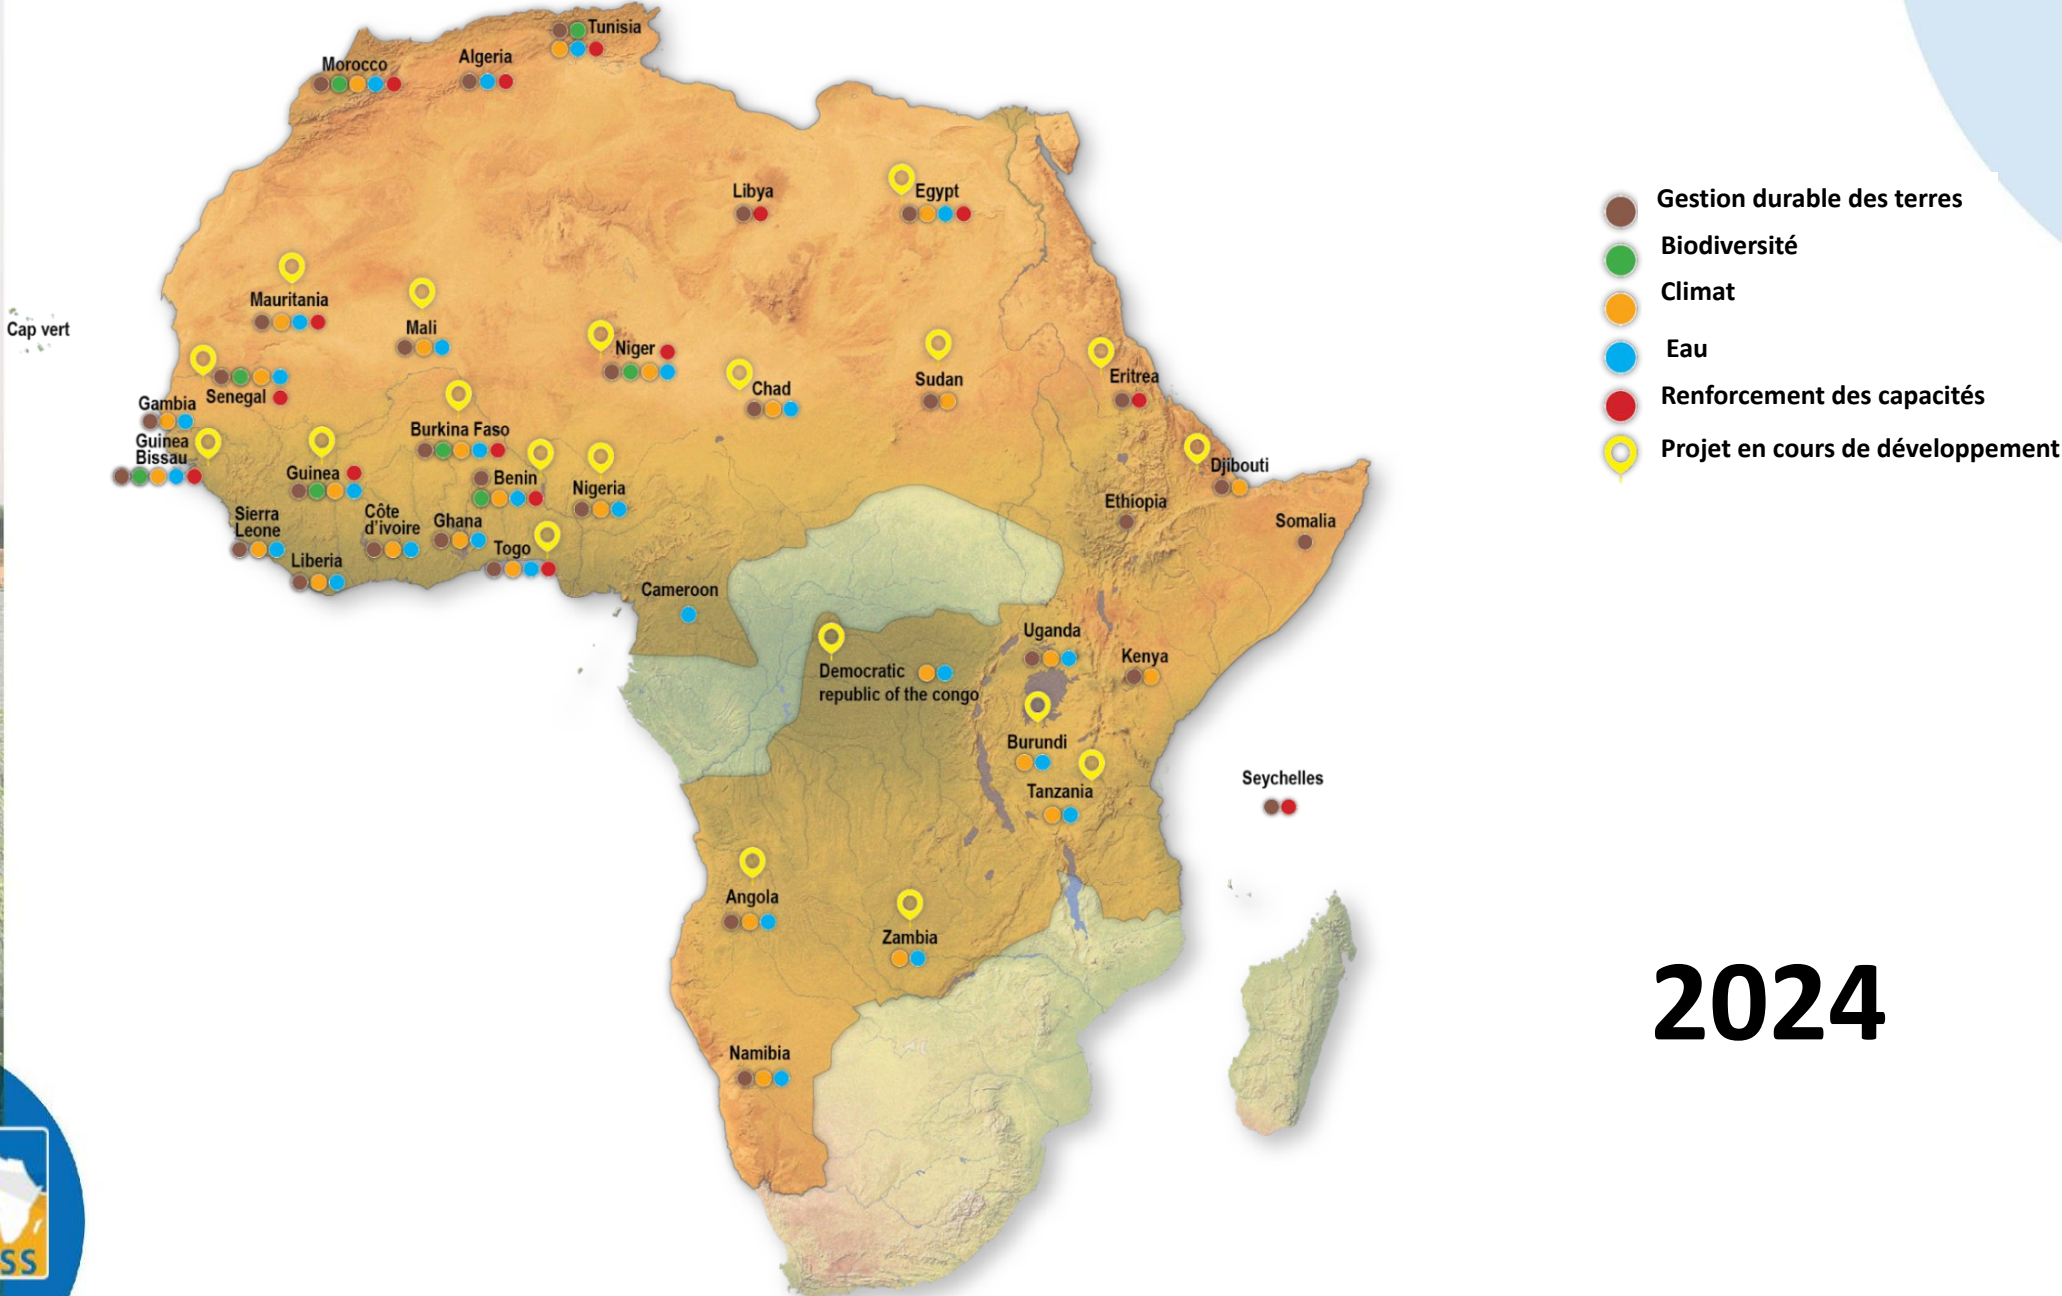 Tunisia
Algeria
Morocco
Libya
Egypt
Mauritania
Mali
Cap vert
Niger
Chad
Sudan
Eritrea
Senegal
Gambia
Guinea
Bissau
Burkina Faso
Guinea
Benin
Nigeria
Djibouti
Ethiopia
Somalia
Sierra
Leone
Côte
d'ivoire
Ghana
Togo
Liberia
Cameroon
Uganda
Kenya
Democratic
republic of the congo
Burundi
Tanzania
Seychelles
Angola
Zambia
Namibia
Gestion durable des terres
Biodiversité
Climat
Eau
Renforcement des capacités
Projet en cours de développement
2024
SS